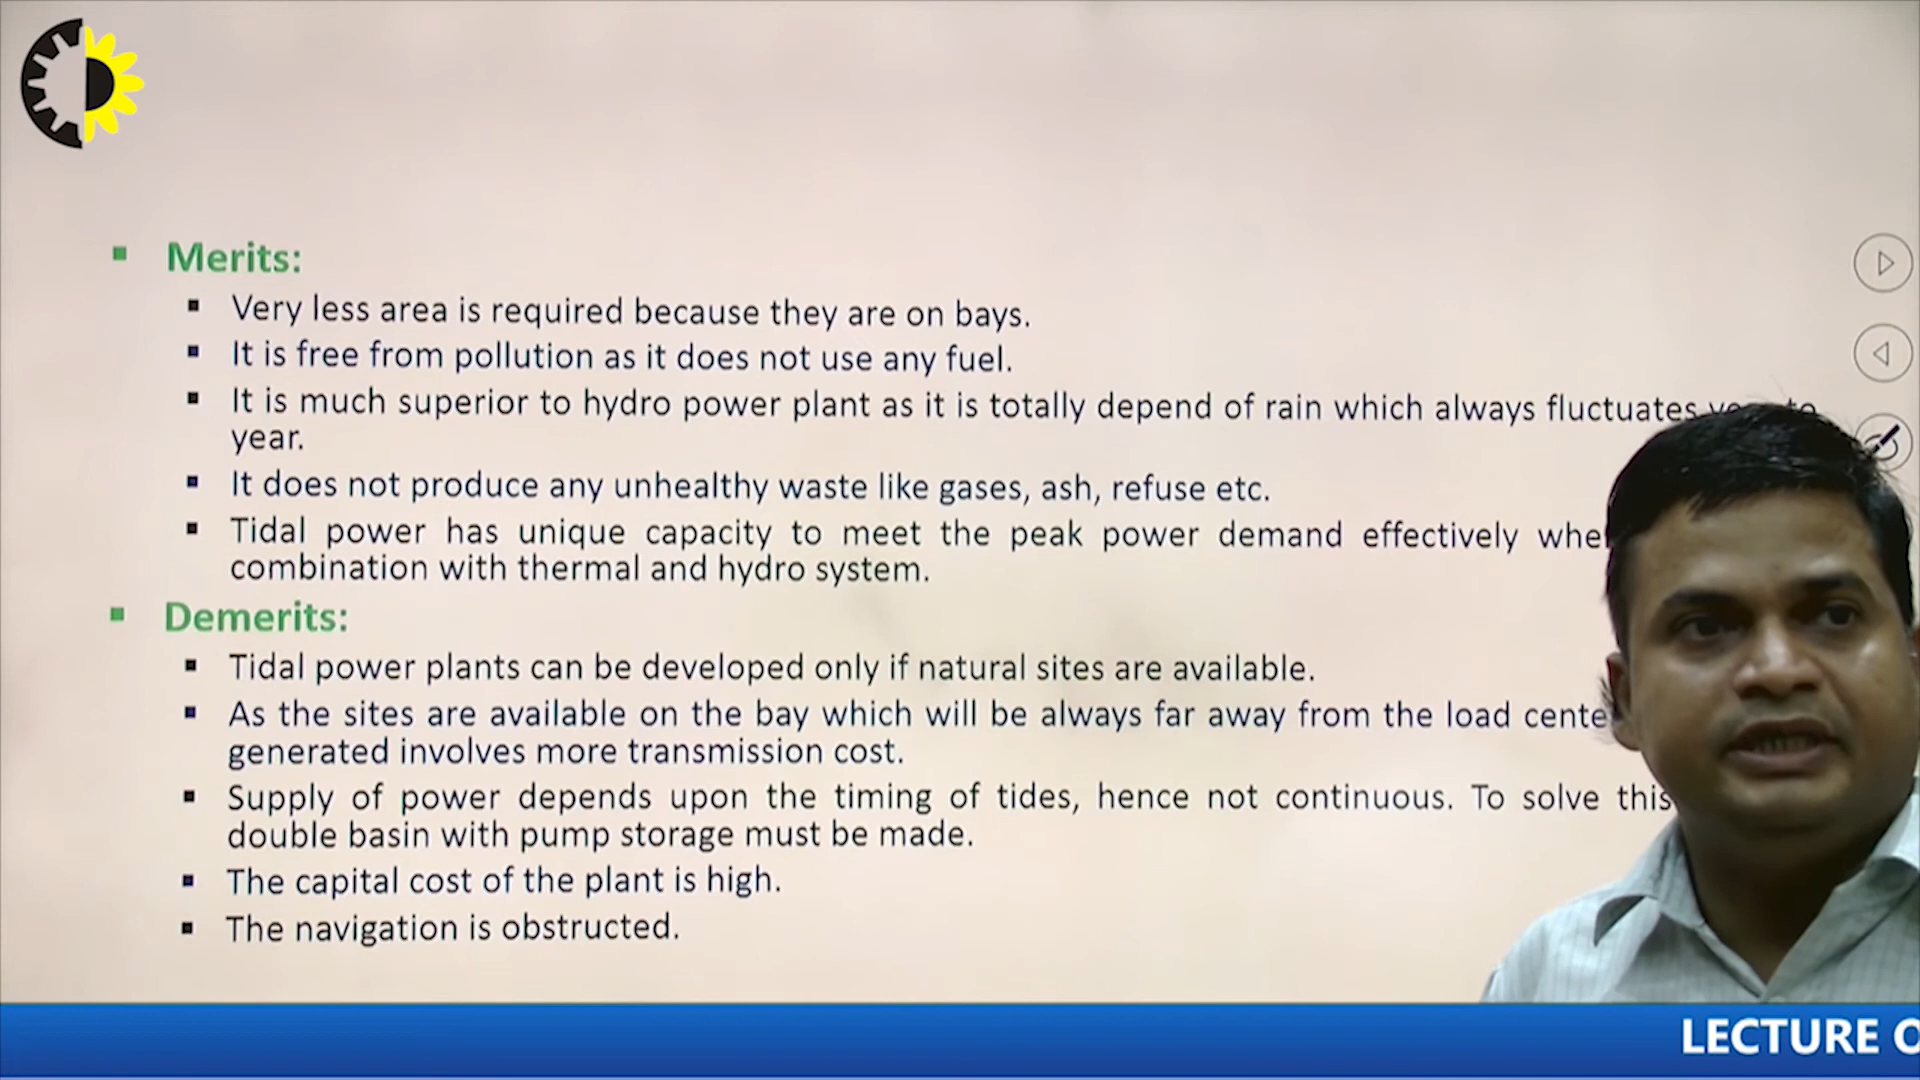 Merits:
Very less area is required because they are on bays.
It is free from pollution as it does not use any fuel.
It is much superior to hydro power plant as it is totally depend of rain which always fluctuates
year.
It does not produce any unhealthy waste like gases, ash, refuse etc.
Tidal power has unique capacity to meet the peak power demand effectively
combination with thermal and hydro system.
Demerits:
Tidal power plants can be developed only if natural sites are available.
As the sites are available on the bay which will be always far away from the load
generated involves more transmission cost.
Supply of power depends upon the timing of tides, hence not continuous. To solve this
double basin with pump storage must be made.
The capital cost of the plant is high.
The navigation is obstructed.
LECTURE